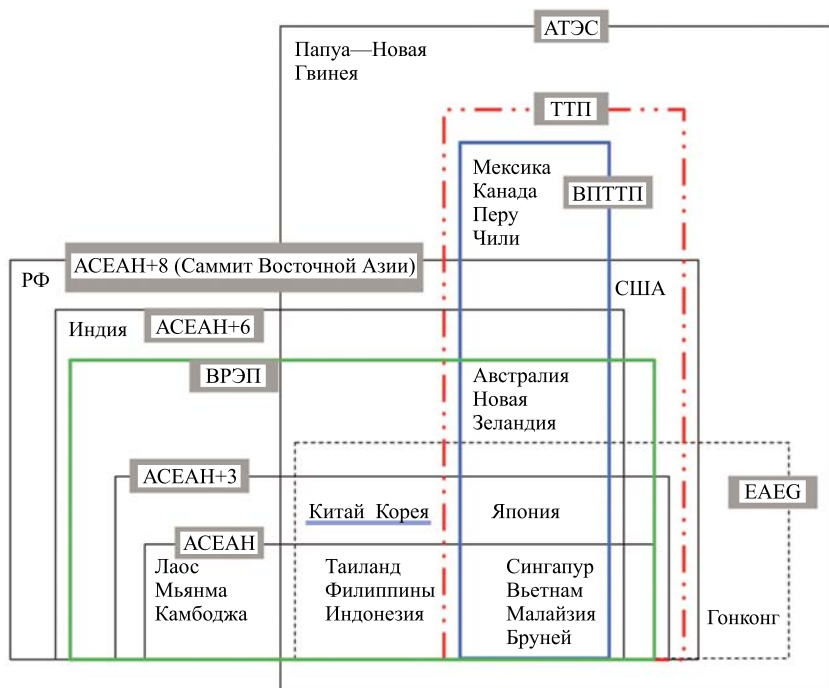 АТЭС
Папуа—Новая
Гвинея
ТТП
Мексика
Канада
Перу
Чили
ВПТТП
АСЕАН+8 (Саммит Восточной Азии)
РФ
США
Индия
АСЕАН+6
ВРЭП
Австралия
Новая
Зеландия
АСЕАН+3
EAEG
Китай Корея
Япония
АСЕАН
Лаос
Мьянма
Камбоджа
Таиланд
Филиппины
Индонезия
Сингапур
Вьетнам
Малайзия
Бруней
Гонконг